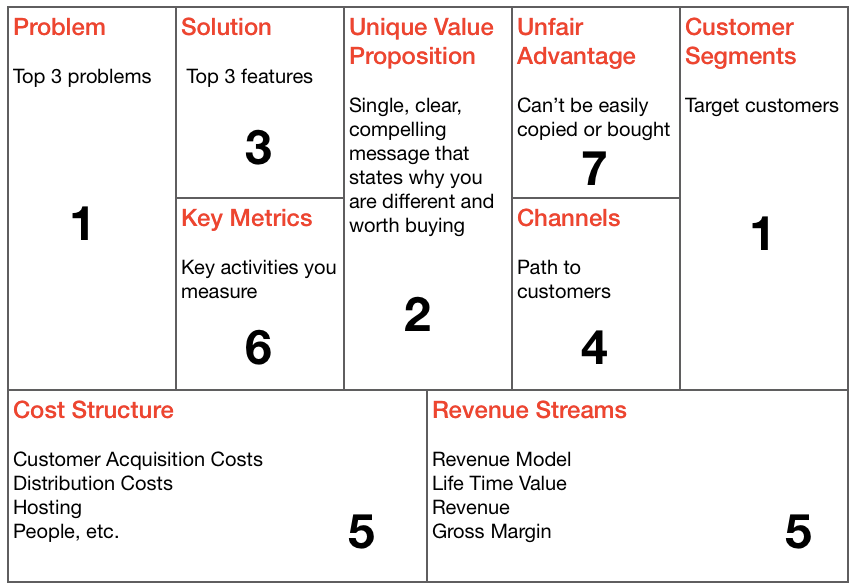 Problem
Top 3 problems
1
Solution
Top 3 features
3
Key Metrics
Key activities you
measure
6
Unique Value
Proposition
Single, clear,
compelling
message that
states why you
are different and
worth buying
2
Unfair
Advantage
Can’t be easily
copied or bought
7
Channels
Path to
customers
4
Customer
Segments
Target customers
1
Cost Structure
Customer Acquisition Costs
Distribution Costs
Hosting
People, etc.
5
Revenue Streams
Revenue Model
Life Time Value
Revenue
Gross Margin
5